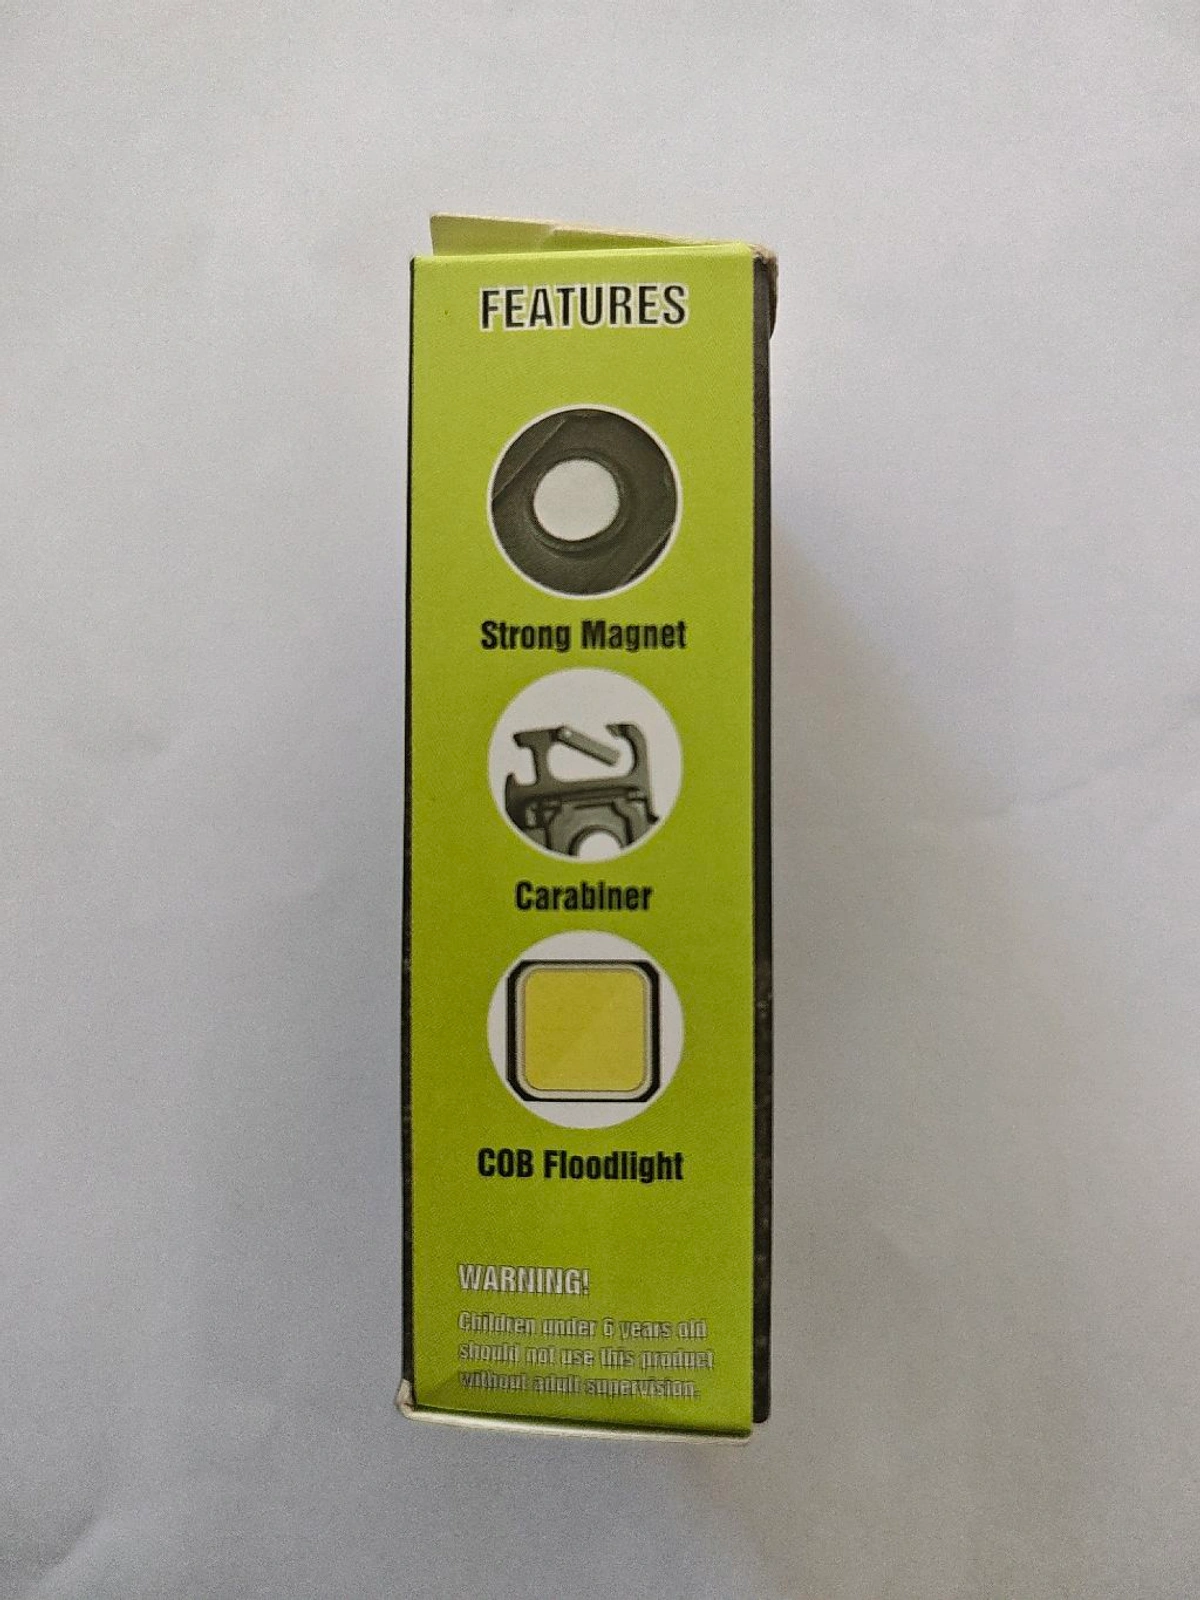 FEATURES
Strong Magnet
Carabiner
COB Floodlight
WARNING!
Children under 6 years old
should not use this product
without adult supervision.